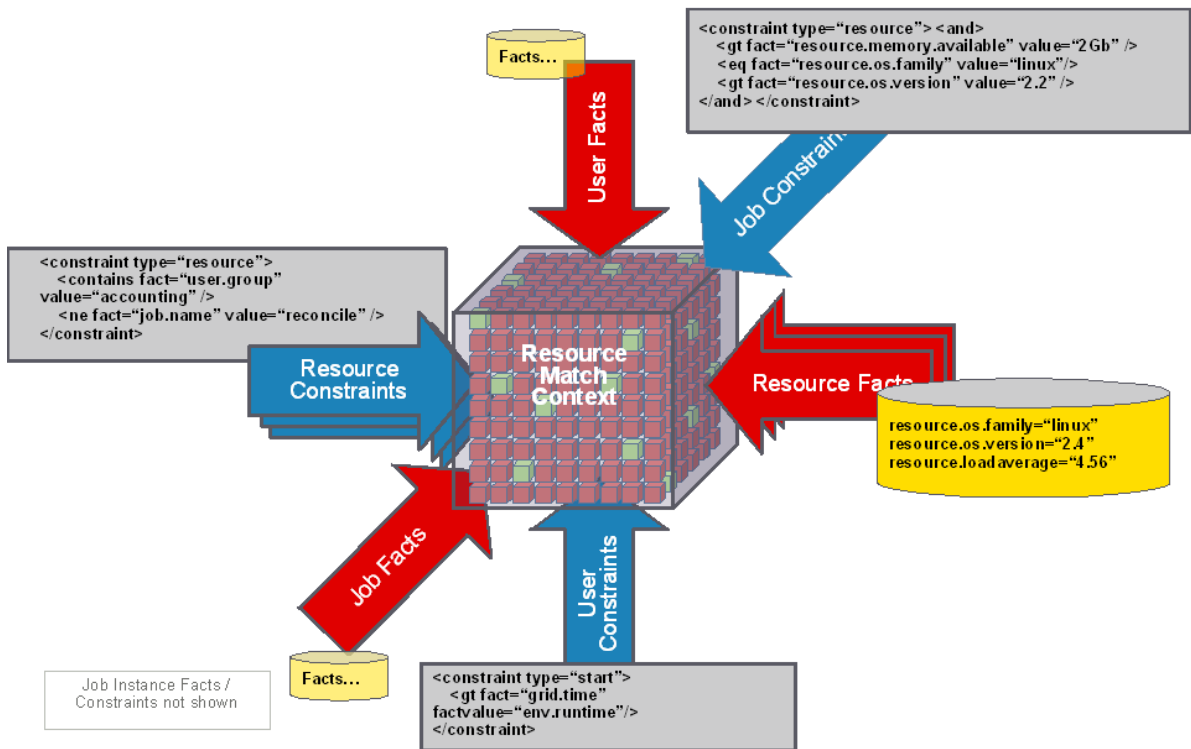 Facts...
User Facts
<constraint type=“resource”><and>
<gt fact=“resource.memory.available” value=“2Gb” />
<eq fact=“resource.os.family” value=“linux”/>
<gt fact=“resource.os.version” value=“2.2” />
</and></constraint>
Job Constraints
<constraint type=“resource”>
<contains fact=“user.group”
value=“accounting” />
<ne fact=“job.name” value=“reconcile” />
</constraint>
Resource
Constraints
Resource
Match
Context
Resource Facts
resource.os.family=“linux”
resource.os.version=“2.4”
resource.loadaverage=“4.56”
Job Facts
Facts...
User
Constraints
<constraint type=“start”>
<gt fact=“grid.time”
factvalue=“env.runtime”/>
</constraint>
Job Instance Facts /
Constraints not shown